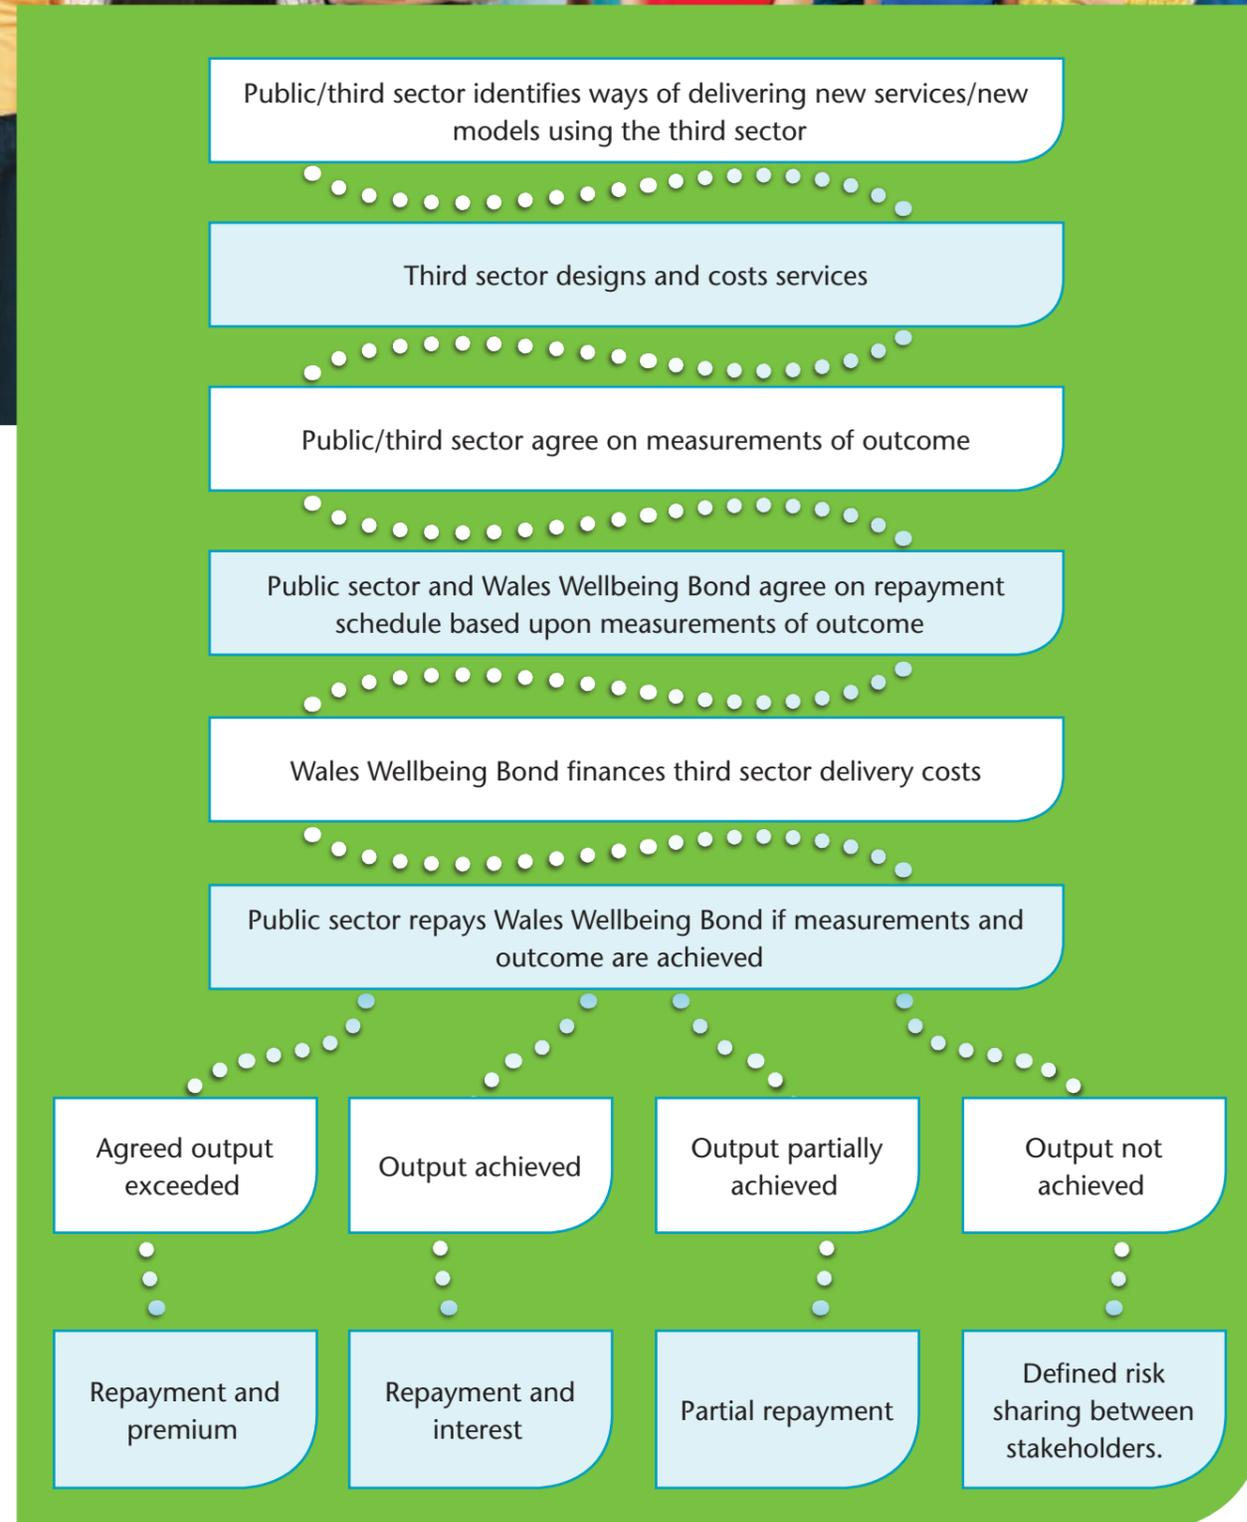 Public/third sector identifies ways of delivering new services/new
models using the third sector
Third sector designs and costs services
Public/third sector agree on measurements of outcome
Public sector and Wales Wellbeing Bond agree on repayment
schedule based upon measurements of outcome
Wales Wellbeing Bond finances third sector delivery costs
Public sector repays Wales Wellbeing Bond if measurements and
outcome are achieved
Agreed output
exceeded
Output achieved
Output partially
achieved
Output not
achieved
Repayment and
premium
Repayment and
interest
Partial repayment
Defined risk
sharing between
stakeholders.